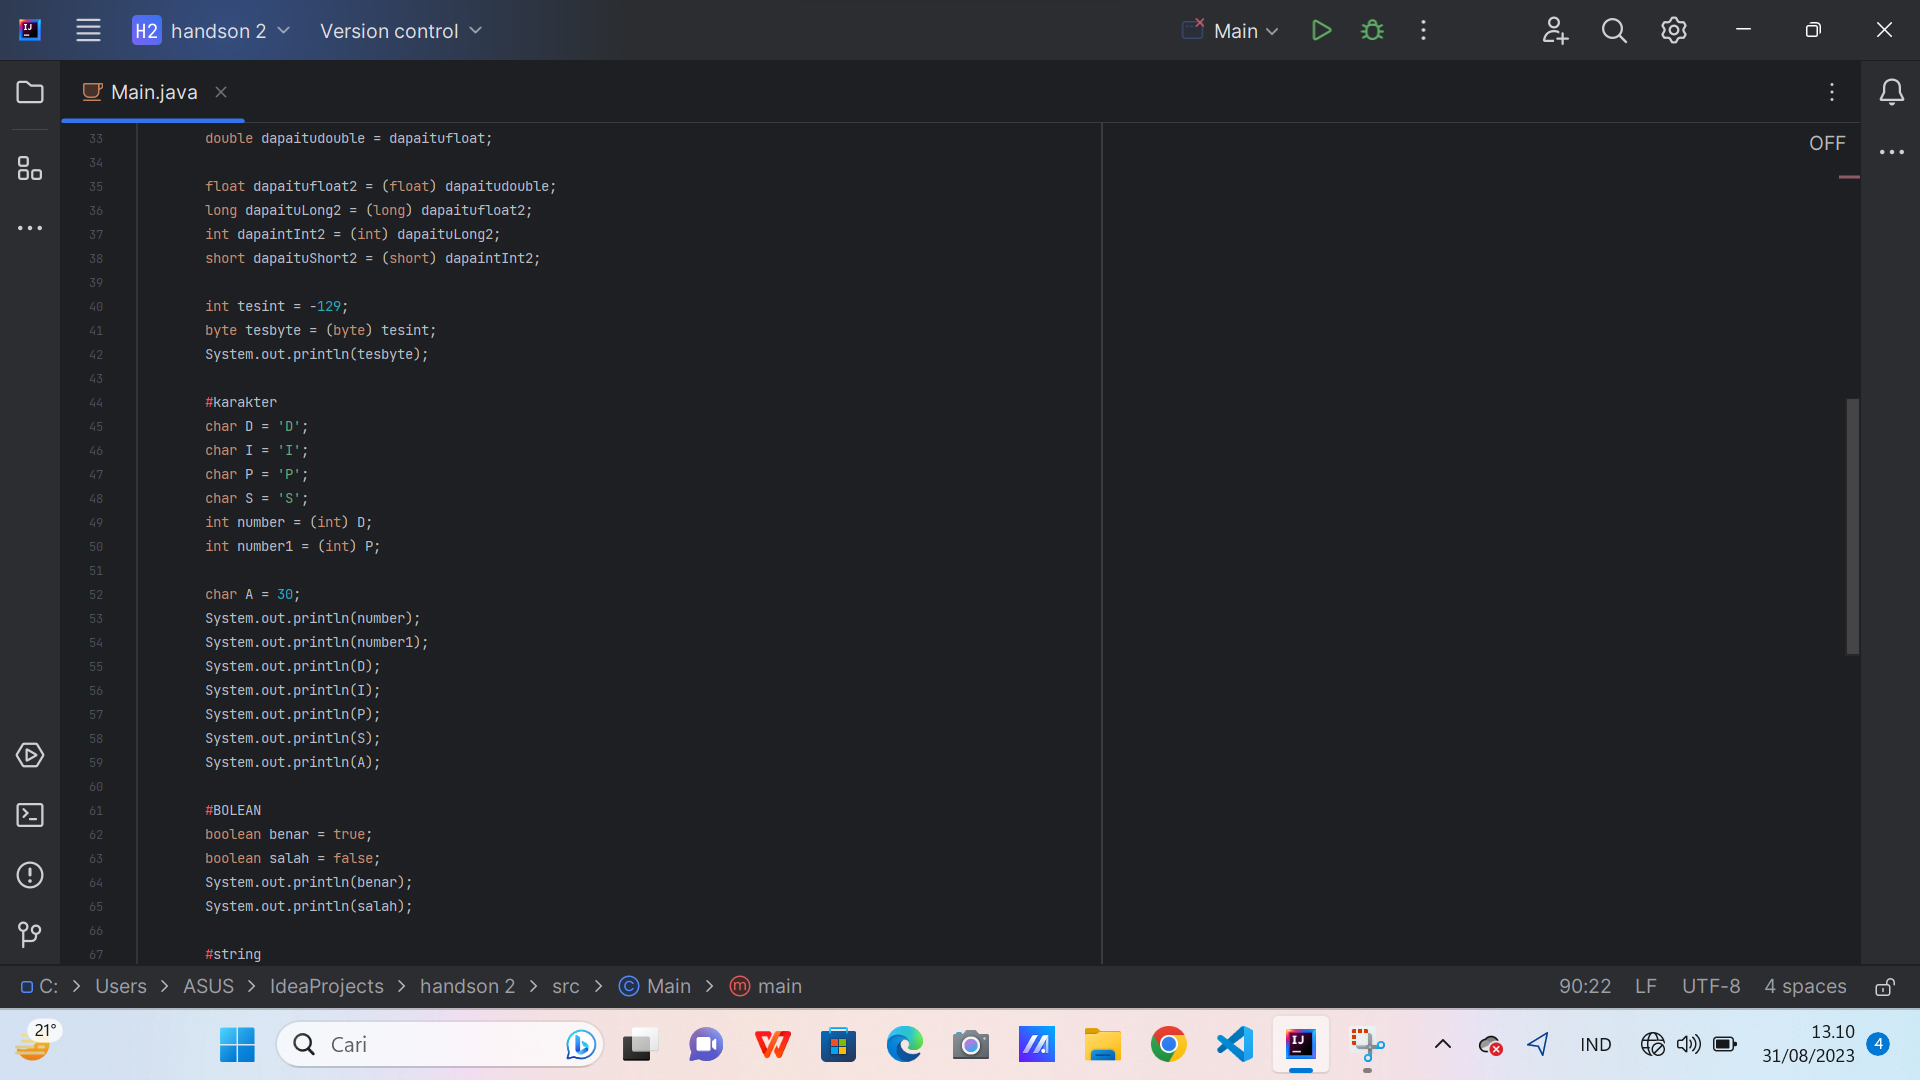 H2 handson 2 Version control Main
Main.java
OFF
33 double dapaitudouble = dapaitufloat;
34
35 float dapaitufloat2 = (float) dapaitudouble;
36 long dapaituLong2 = (long) dapaitufloat2;
37 int dapaintInt2 = (int) dapaituLong2;
38 short dapaituShort2 = (short) dapaintInt2;
39
40 int tesint = -129;
41 byte tesbyte = (byte) tesint;
42 System.out.println(tesbyte);
43
44 #karakter
45 char D = 'D';
46 char I = 'I';
47 char P = 'P';
48 char S = 'S';
49 int number = (int) D;
50 int number1 = (int) P;
51
52 char A = 30;
53 System.out.println(number);
54 System.out.println(number1);
55 System.out.println(D);
56 System.out.println(I);
57 System.out.println(P);
58 System.out.println(S);
59 System.out.println(A);
60
61 #BOLEAN
62 boolean benar = true;
63 boolean salah = false;
64 System.out.println(benar);
65 System.out.println(salah);
66
67 #string
C: > Users > ASUS > IdeaProjects > handson 2 > src > Main > main 90:22 LF UTF-8 4 spaces
21° Cari IND 13.10
31/08/2023 4